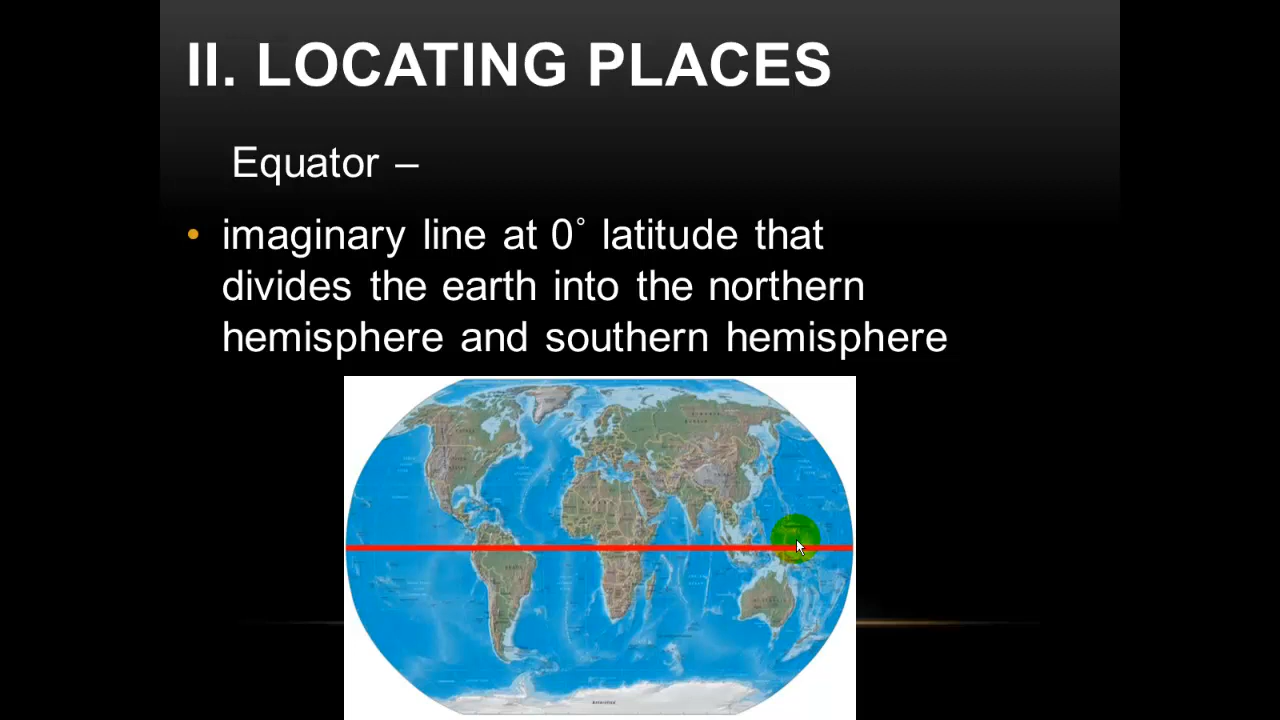 II. LOCATING PLACES
Equator –
• imaginary line at 0° latitude that
divides the earth into the northern
hemisphere and southern hemisphere